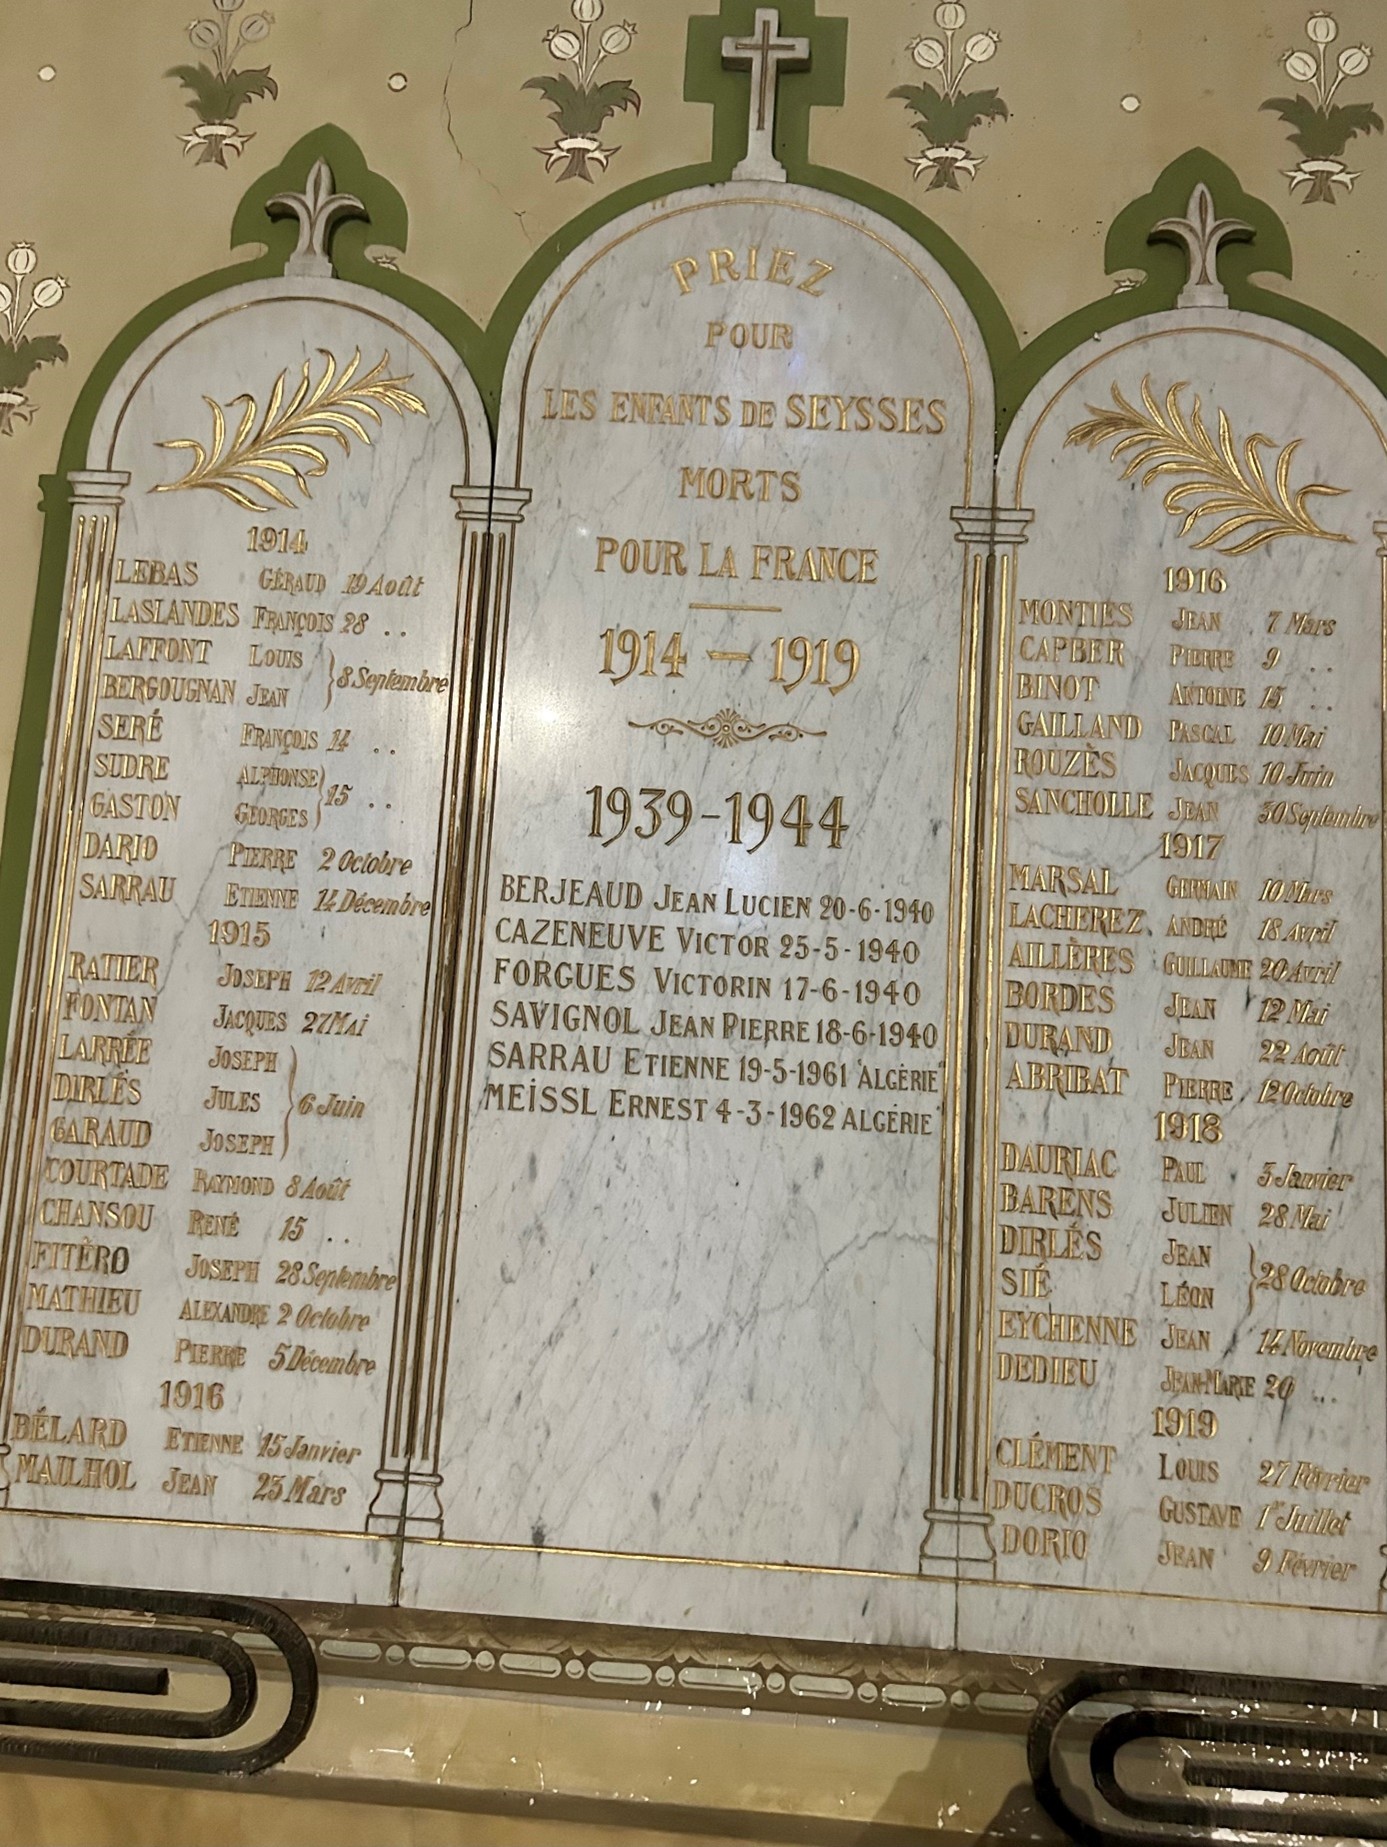 1914
LEBAS GÉRAUD 19 Août
LASLANDES FRANÇOIS 28 ..
LAFFONT LOUIS
BERGOUGNAN JEAN } 8 Septembre
SERÉ FRANÇOIS 14 ..
SUDRE ALPHONSE
GASTON GEORGES } 15 ..
DARIO PIERRE 2 Octobre
SARRAU ETIENNE 14 Décembre
1915
RATIER JOSEPH 12 Avril
FONTAN JACQUES 27 MAI
LARRÉE JOSEPH
DIRLÉS JULES } 6 Juin
GARAUD JOSEPH
COURTADE RAYMOND 8 Août
CHANSOU RENÉ 15 ..
FITÈRO JOSEPH 28 Septembre
MATHIEU ALEXANDRE 2 Octobre
DURAND PIERRE 5 Décembre
1916
BÉLARD ETIENNE 15 Janvier
MAILHOL JEAN 23 Mars
PRIEZ
POUR
LES ENFANTS DE SEYSSES
MORTS
POUR LA FRANCE
1914 - 1919
1939-1944
BERJEAUD JEAN LUCIEN 20-6-1940
CAZENEUVE VICTOR 25-5-1940
FORGUES VICTORIN 17-6-1940
SAVIGNOL JEAN PIERRE 18-6-1940
SARRAU ETIENNE 19-5-1961 "ALGÉRIE"
MEISSL ERNEST 4-3-1962 "ALGÉRIE"
1916
MONTIES JEAN 7 Mars
CAPBER PIERRE 9 ..
BINOT ANTOINE 15 ..
GAILLAND PASCAL 10 Mai
ROUZÈS JACQUES 10 Juin
SANCHOLLE JEAN 30 Septembre
1917
MARSAL GERMAIN 10 Mars
LACHEREZ ANDRÉ 18 Avril
AILLÈRES GUILLAUME 20 Avril
BORDES JEAN 12 Mai
DURAND JEAN 22 Août
ABRIBAT PIERRE 12 Octobre
1918
DAURIAC PAUL 5 Janvier
BARENS JULIEN 28 Mai
DIRLÉS JEAN
SIÉ LÉON } 28 Octobre
EYCHENNE JEAN 14 Novembre
DEDIEU JEAN-MARIE 20 ..
1919
CLÉMENT LOUIS 27 Février
DUCROS GUSTAVE 1er Juillet
DORIO JEAN 9 Février